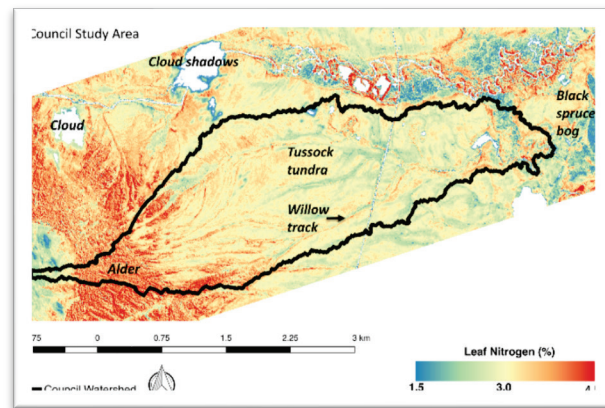 Council Study Area
Cloud shadows
Cloud
Black
spruce
bog
Tussock
tundra
Willow
track
Alder
75 0 0.75 1.5 2.25 3 km
Leaf Nitrogen (%)
Council Watershed
1.5 3.0 4.